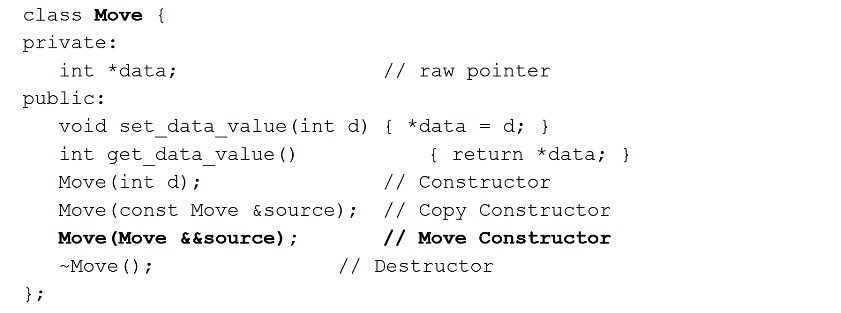 class Move {
private:
   int *data;                 // raw pointer
public:
   void set_data_value(int d) { *data = d; }
   int get_data_value()           { return *data; }
   Move(int d);               // Constructor
   Move(const Move &source);  // Copy Constructor
   Move(Move &&source);       // Move Constructor
   ~Move();               // Destructor
};